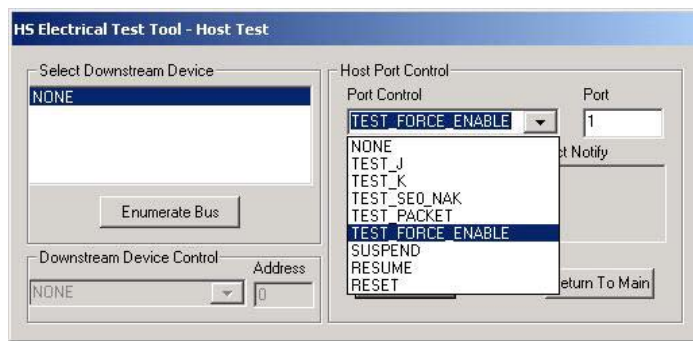 HS Electrical Test Tool - Host Test
Select Downstream Device
NONE
Enumerate Bus
Downstream Device Control
Address
NONE
0
Host Port Control
Port Control
Port
TEST_FORCE_ENABLE
1
NONE
TEST_J
TEST_K
TEST_SE0_NAK
TEST_PACKET
TEST_FORCE_ENABLE
SUSPEND
RESUME
RESET
Notify
To Main